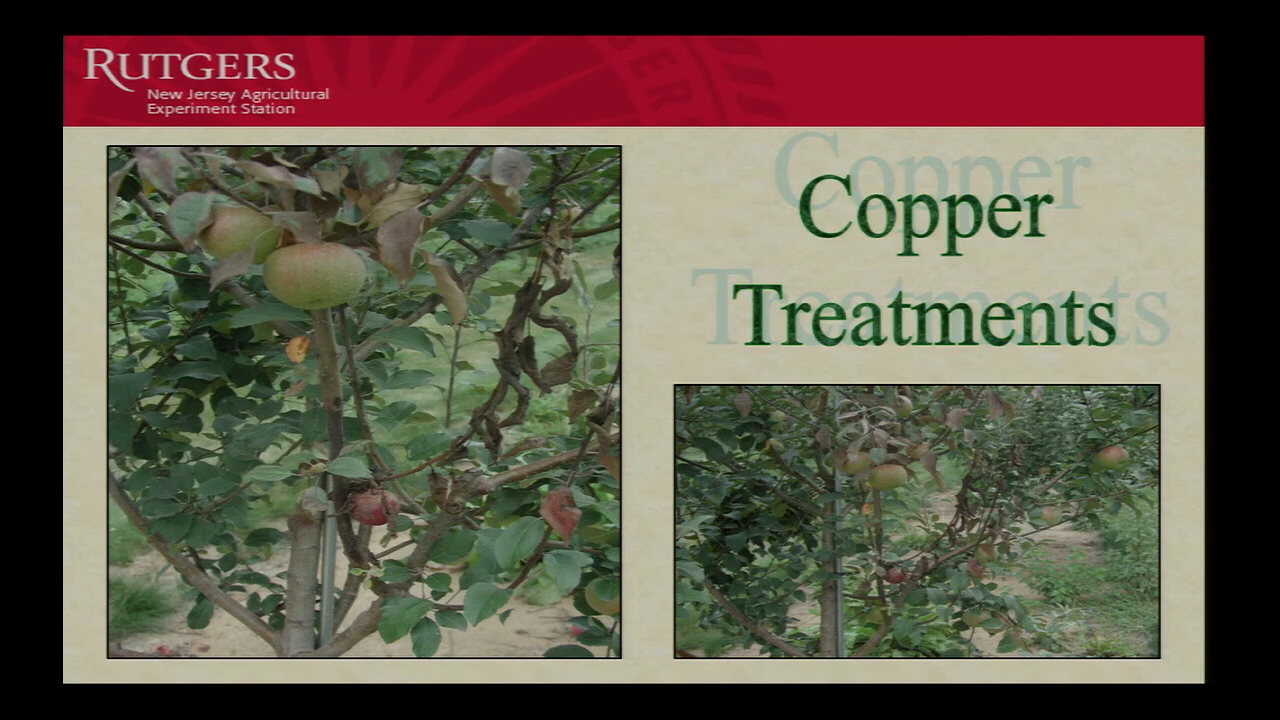 RUTGERS
New Jersey Agricultural
Experiment Station
Copper
Treatments